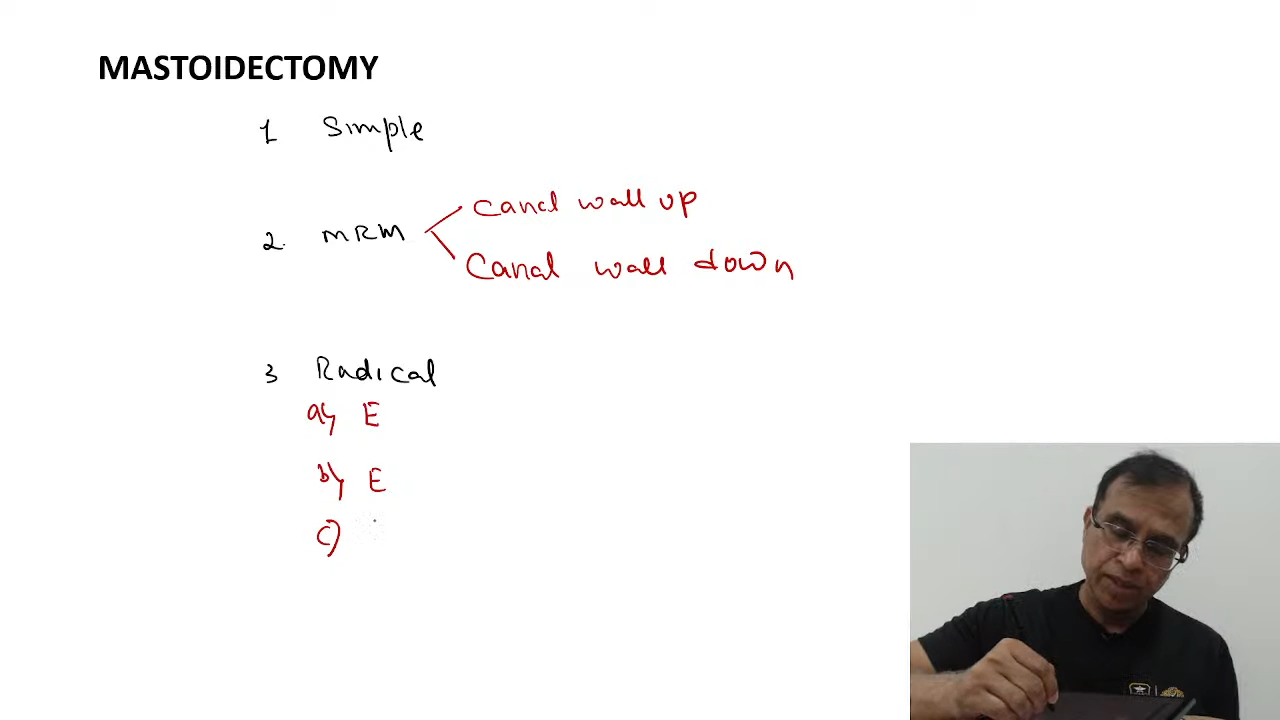 MASTOIDECTOMY
1 Simple
2. MRM
Canal wall up
Canal wall down
3 Radical
a) E
b) E
c)